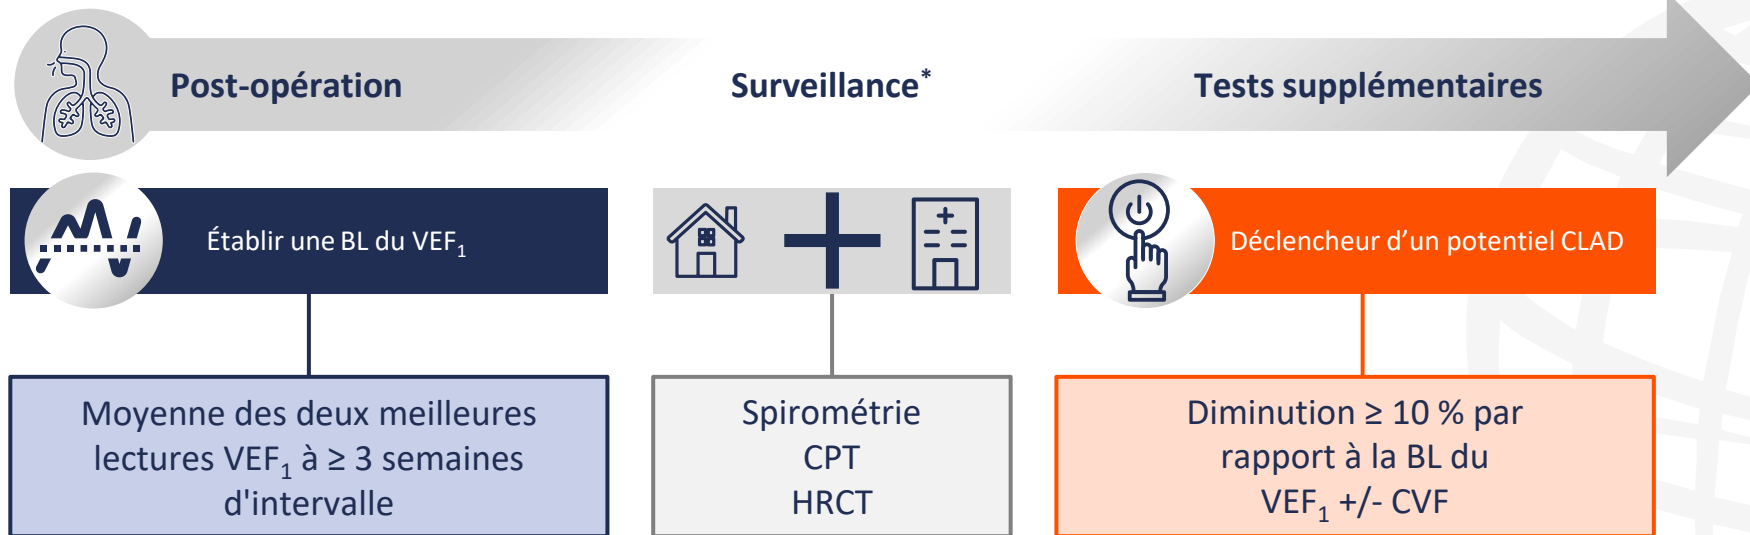 Post-opération
Surveillance*
Tests supplémentaires
Établir une BL du VEF₁
Déclencheur d’un potentiel CLAD
Moyenne des deux meilleures
lectures VEF₁ à ≥ 3 semaines
d'intervalle
Spirométrie
CPT
HRCT
Diminution ≥ 10 % par
rapport à la BL du
VEF₁ +/- CVF